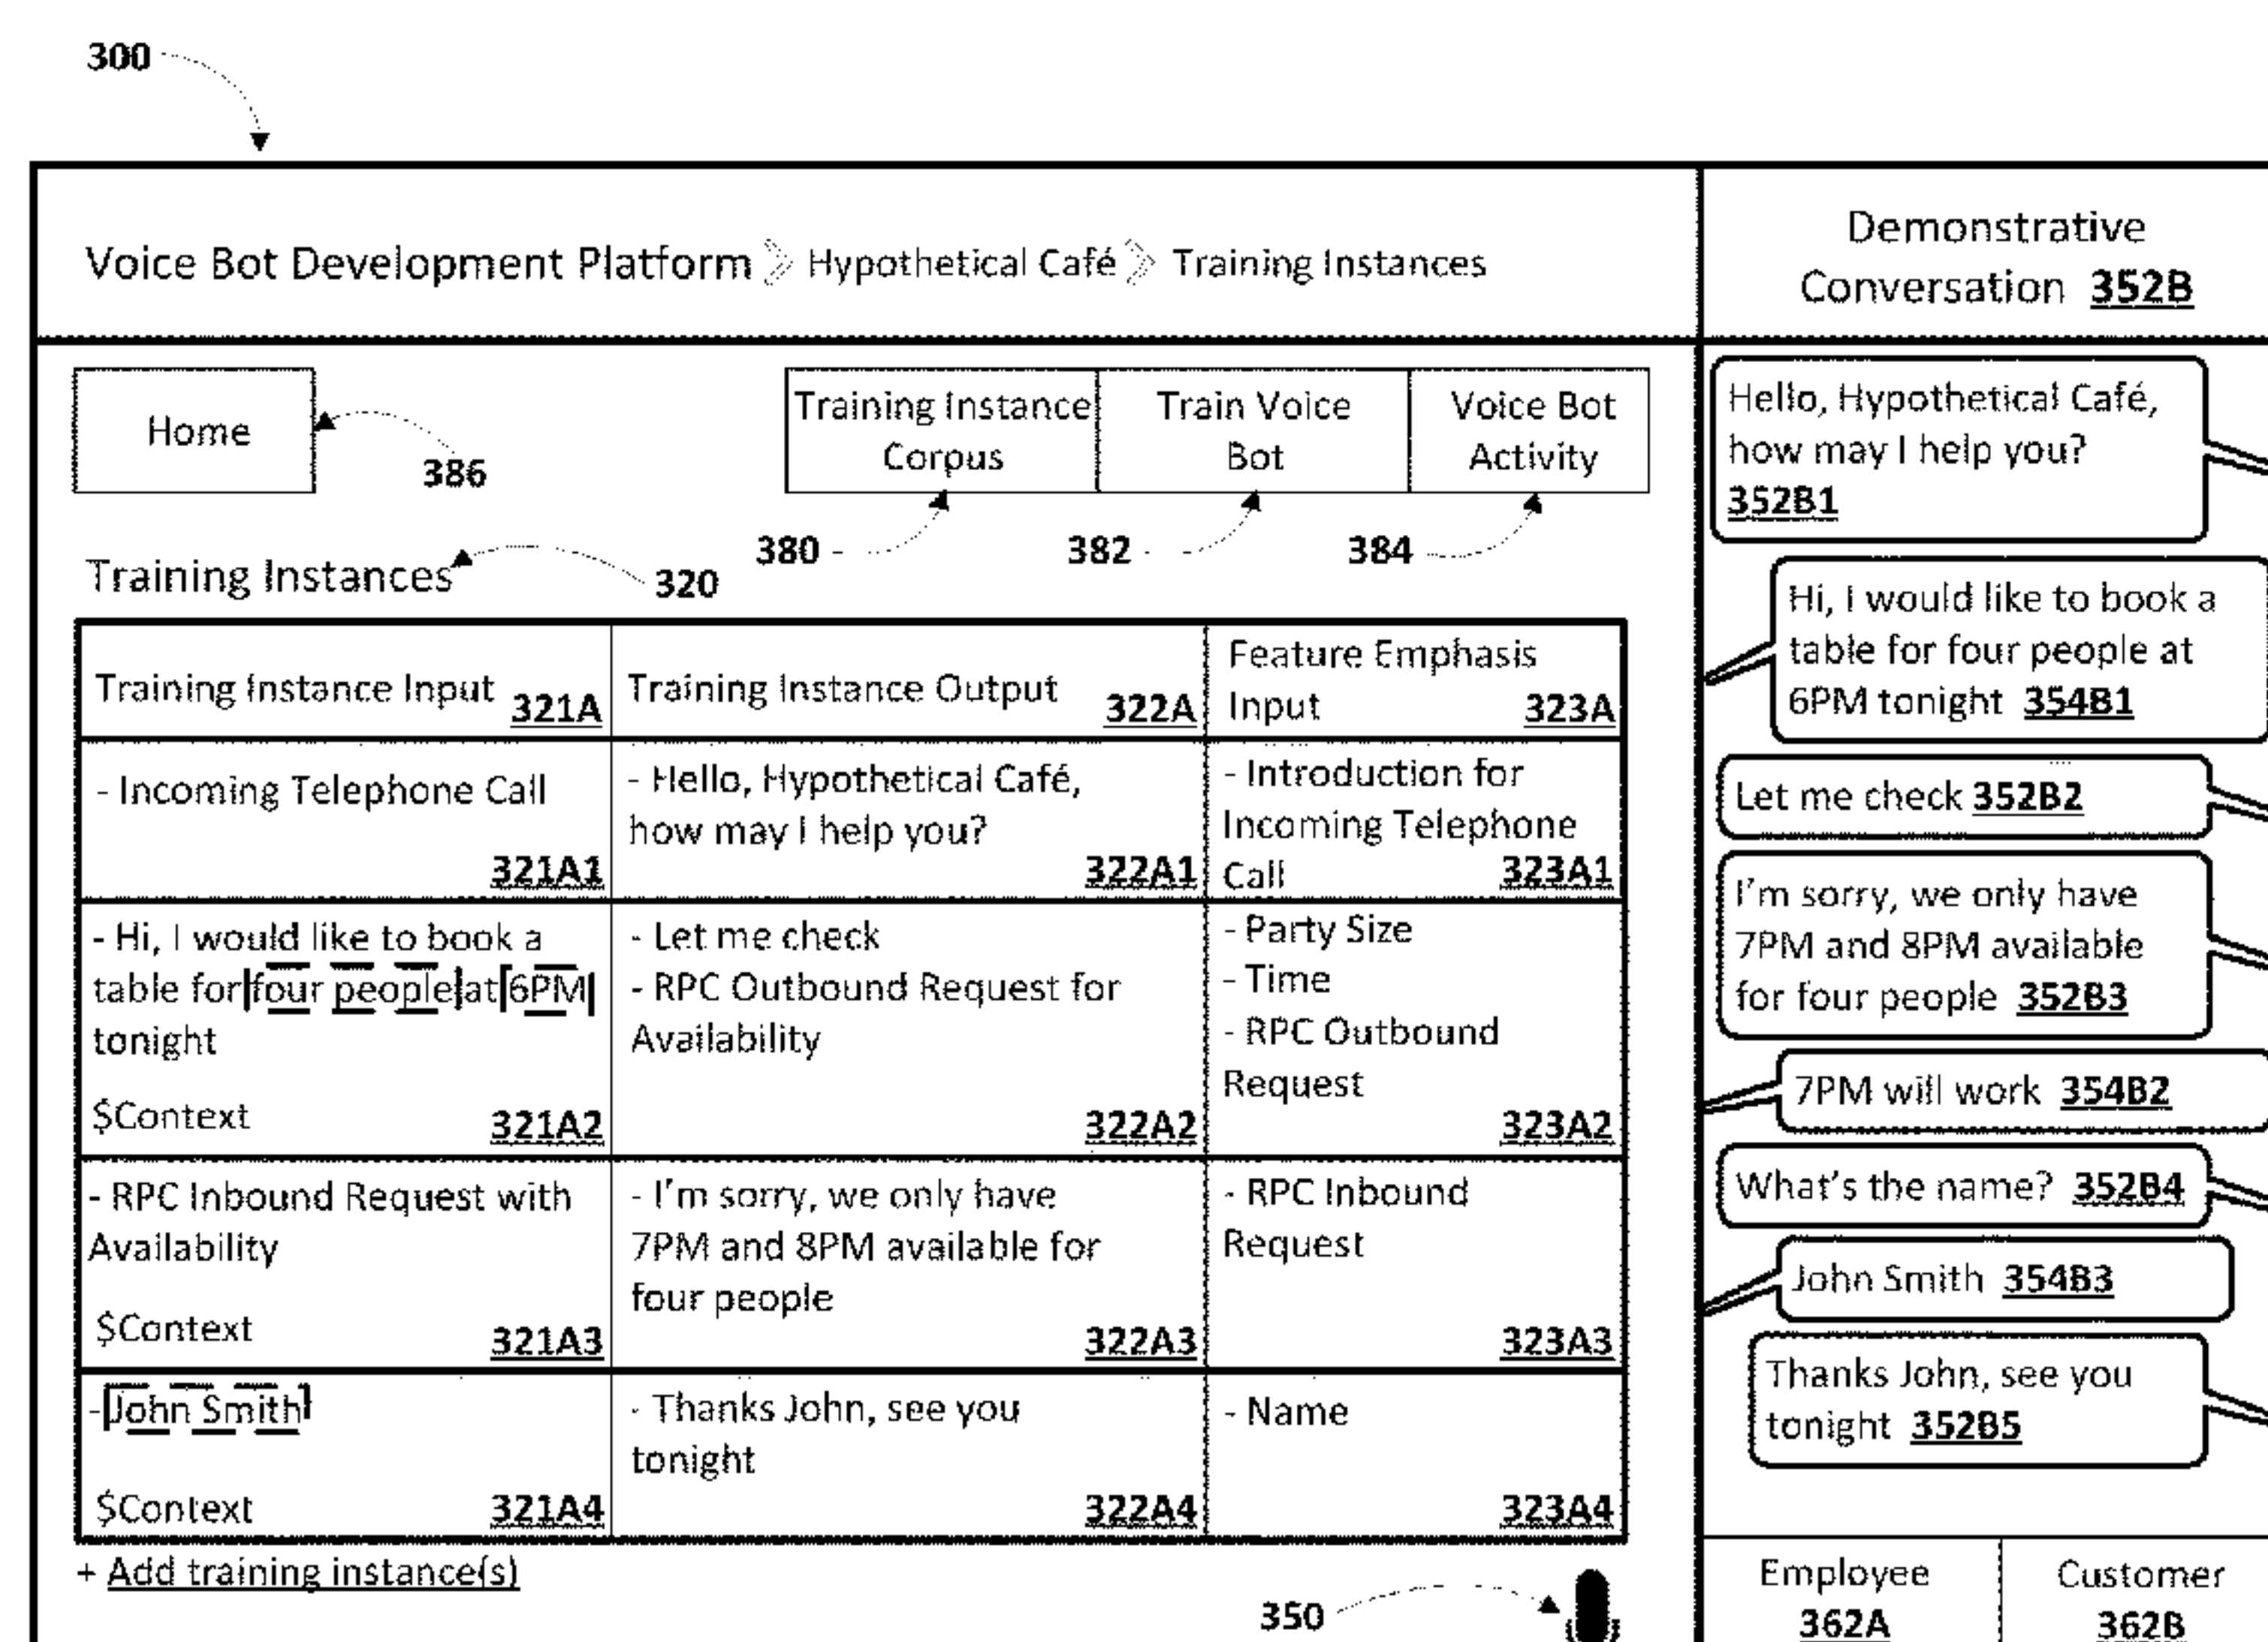 300
Voice Bot Development Platform Hypothetical Café Training Instances
Demonstrative
Conversation 352B
Home
386
Training Instance
Corpus
Train Voice
Bot
Voice Bot
Activity
380
382
384
Training Instances
320
Training Instance Input 321A
Training Instance Output 322A
Feature Emphasis
Input 323A
- Incoming Telephone Call
321A1
- Hello, Hypothetical Café,
how may I help you?
322A1
- Introduction for
Incoming Telephone
Call 323A1
- Hi, I would like to book a
table for four people at 6PM
tonight
$Context 321A2
- Let me check
- RPC Outbound Request for
Availability
322A2
- Party Size
- Time
- RPC Outbound
Request
323A2
- RPC Inbound Request with
Availability
$Context 321A3
- I'm sorry, we only have
7PM and 8PM available for
four people
322A3
- RPC Inbound
Request
323A3
- John Smith
$Context 321A4
- Thanks John, see you
tonight
322A4
- Name
323A4
+ Add training instance(s)
350
Hello, Hypothetical Café,
how may I help you?
352B1
Hi, I would like to book a
table for four people at
6PM tonight 354B1
Let me check 352B2
I'm sorry, we only have
7PM and 8PM available
for four people 352B3
7PM will work 354B2
What's the name? 352B4
John Smith 354B3
Thanks John, see you
tonight 352B5
Employee
362A
Customer
362B